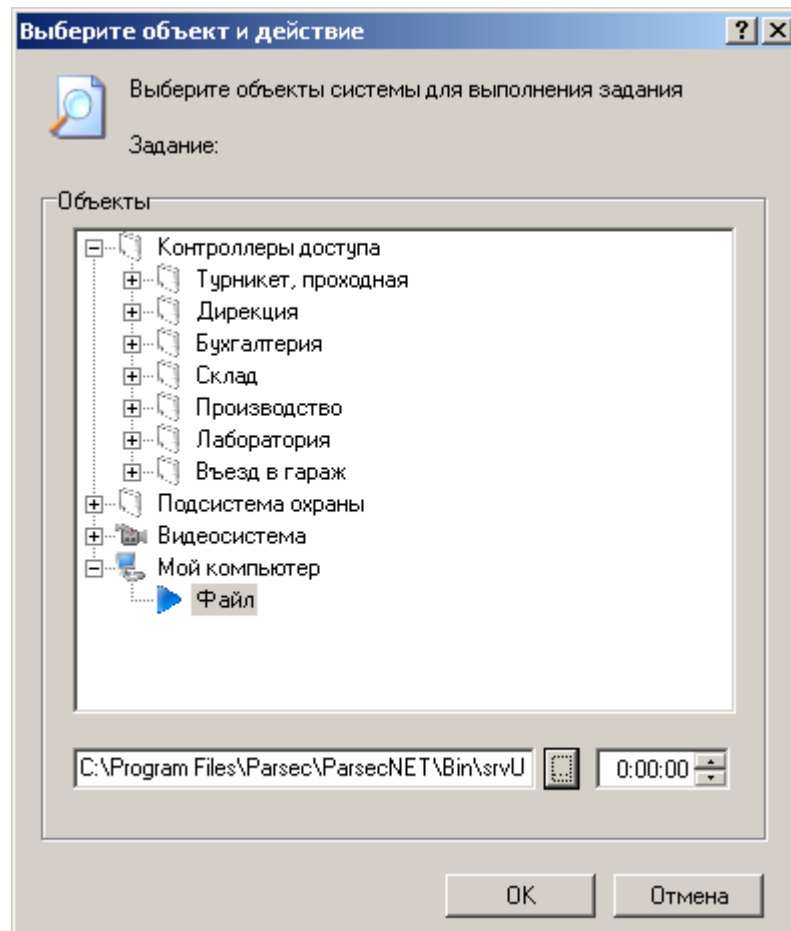 Выберите объект и действие
Выберите объекты системы для выполнения задания
Задание:
Объекты
Контроллеры доступа
Турникет, проходная
Дирекция
Бухгалтерия
Склад
Производство
Лаборатория
Въезд в гараж
Подсистема охраны
Видеосистема
Мой компьютер
Файл
C:\Program Files\Parsec\ParsecNET\Bin\srvU ... 0:00:00
OK Отмена